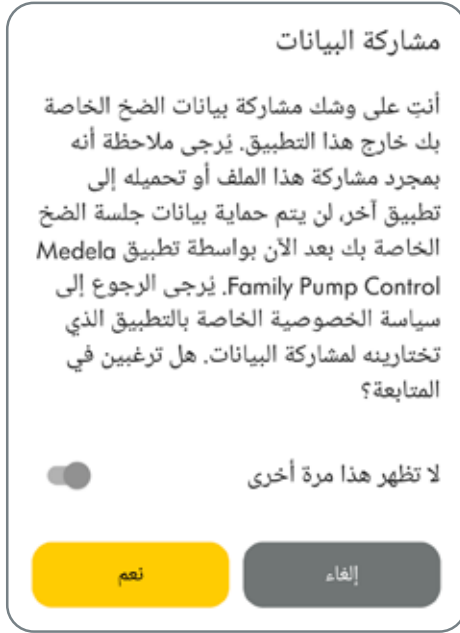 مشاركة البيانات
أنتِ على وشك مشاركة بيانات الضخ الخاصة
بك خارج هذا التطبيق. يُرجى ملاحظة أنه
بمجرد مشاركة هذا الملف أو تحميله إلى
تطبيق آخر، لن يتم حماية بيانات جلسة الضخ
الخاصة بك بعد الآن بواسطة تطبيق Medela
Family Pump Control. يُرجى الرجوع إلى
سياسة الخصوصية الخاصة بالتطبيق الذي
تختارينه لمشاركة البيانات. هل ترغبين في
المتابعة؟
لا تظهر هذا مرة أخرى
إلغاء
نعم